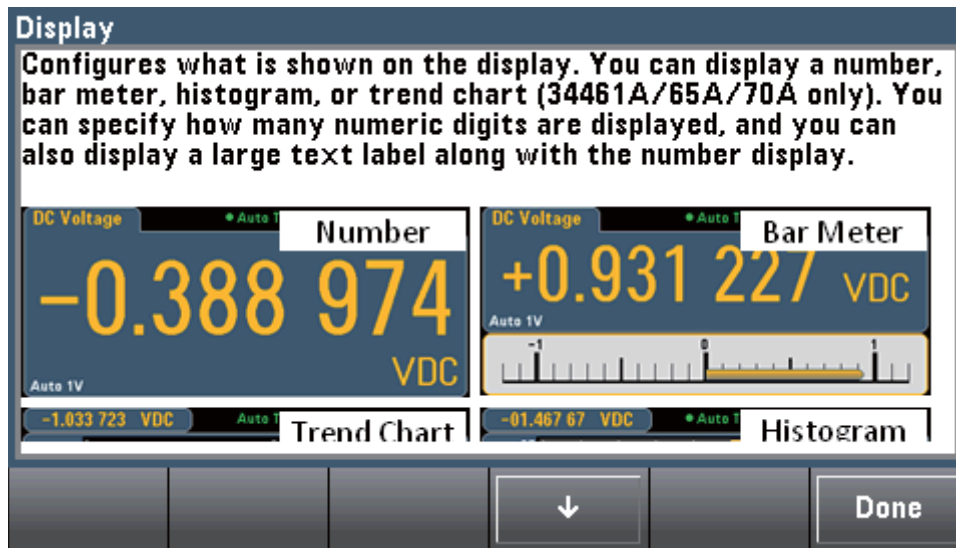 Display
Configures what is shown on the display. You can display a number,
bar meter, histogram, or trend chart (34461A/65A/70A only). You
can specify how many numeric digits are displayed, and you can
also display a large text label along with the number display.
DC Voltage
Auto
Number
-0.388 974
VDC
Auto 1V
DC Voltage
Auto
Bar Meter
+0.931 227 VDC
Auto 1V
-1 0 1
-1.033 723 VDC
Auto
Trend Chart
-01.467 67 VDC
Auto
Histogram
↓
Done